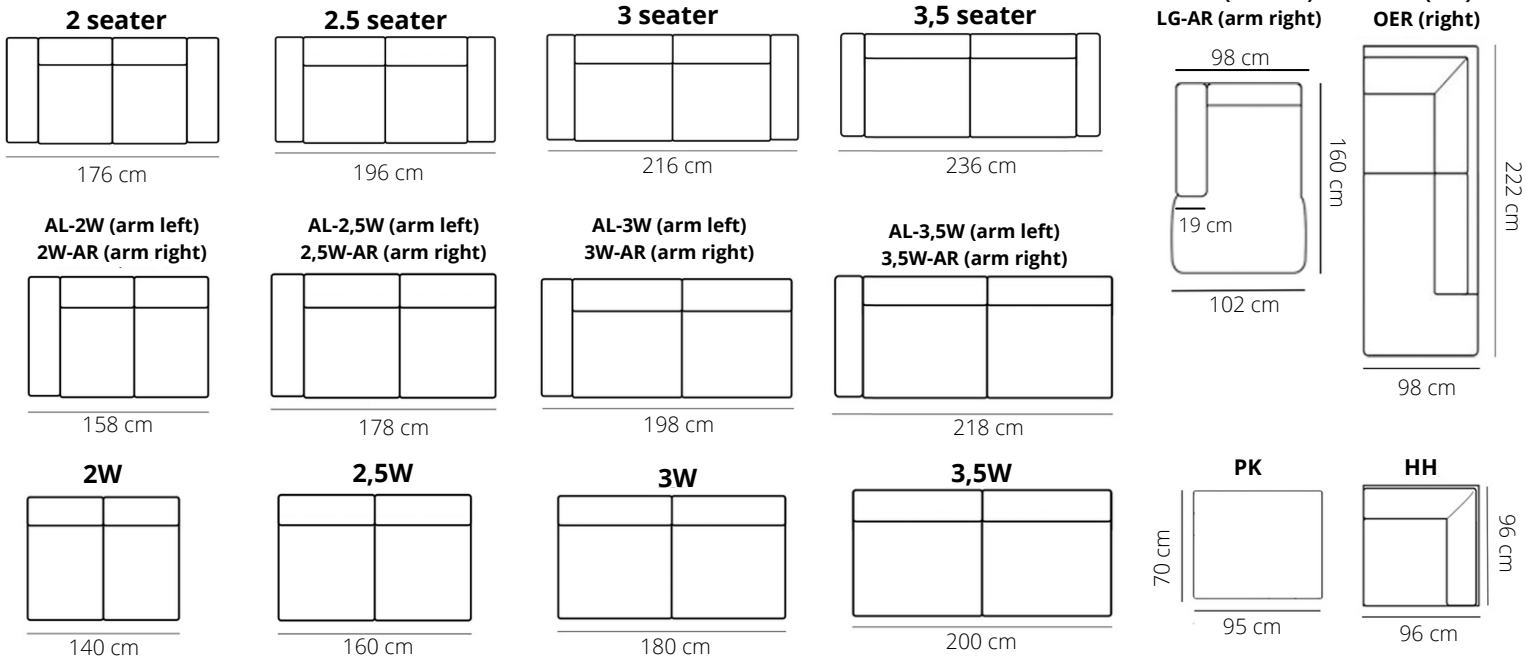 2 seater
176 cm
2.5 seater
196 cm
3 seater
216 cm
3,5 seater
236 cm
LG-AR (arm right)
98 cm
160 cm
19 cm
102 cm
OER (right)
222 cm
98 cm
AL-2W (arm left)
2W-AR (arm right)
158 cm
AL-2,5W (arm left)
2,5W-AR (arm right)
178 cm
AL-3W (arm left)
3W-AR (arm right)
198 cm
AL-3,5W (arm left)
3,5W-AR (arm right)
218 cm
2W
140 cm
2,5W
160 cm
3W
180 cm
3,5W
200 cm
PK
70 cm
95 cm
HH
96 cm
96 cm